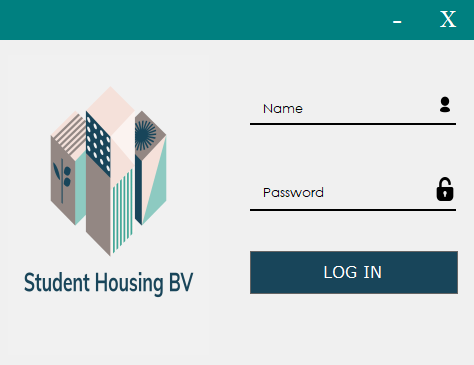 - X
Name
Password
Student Housing BV
LOG IN